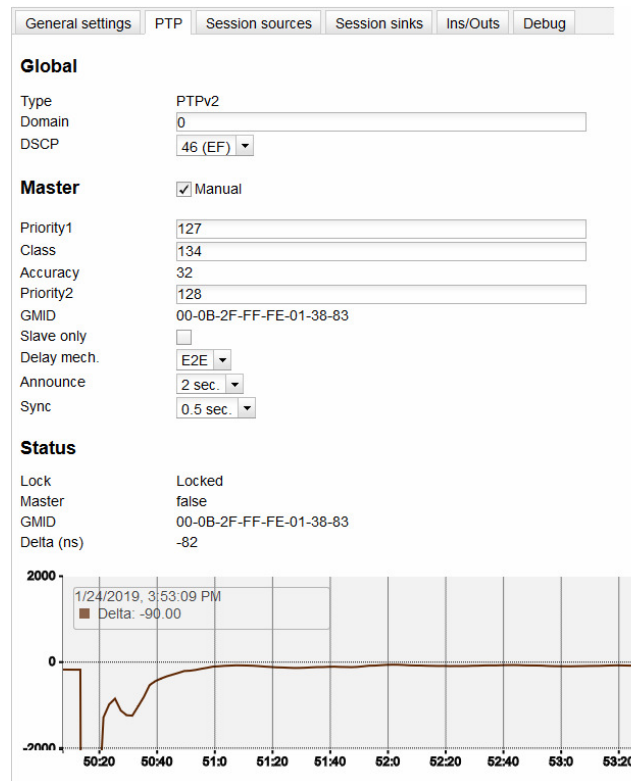 General settings PTP Session sources Session sinks Ins/Outs Debug
Global
Type PTPv2
Domain 0
DSCP 46 (EF)
Master Manual
Priority1 127
Class 134
Accuracy 32
Priority2 128
GMID 00-0B-2F-FF-FE-01-38-83
Slave only
Delay mech. E2E
Announce 2 sec.
Sync 0.5 sec.
Status
Lock Locked
Master false
GMID 00-0B-2F-FF-FE-01-38-83
Delta (ns) -82
2000
1/24/2019, 3:53:09 PM
Delta: -90.00
0
-2000
50:20 50:40 51:0 51:20 51:40 52:0 52:20 52:40 53:0 53:20